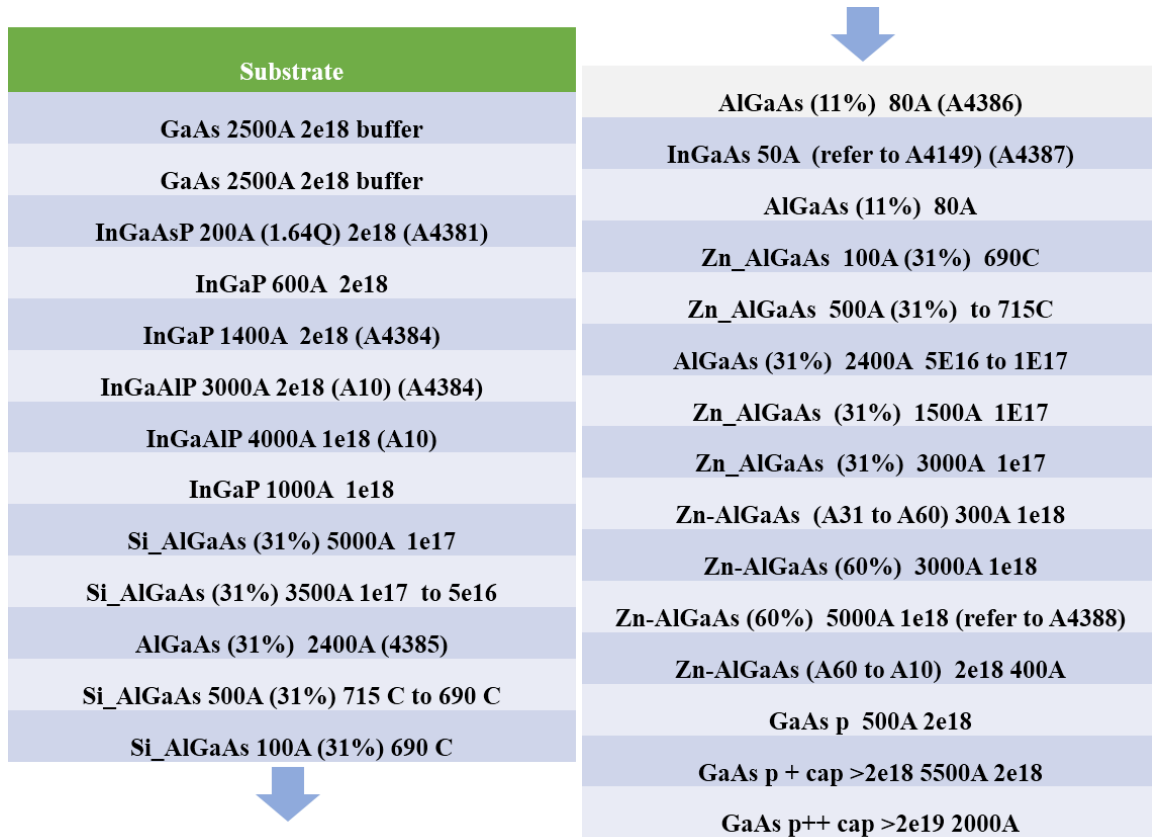 Substrate
GaAs 2500A 2e18 buffer
GaAs 2500A 2e18 buffer
InGaAsP 200A (1.64Q) 2e18 (A4381)
InGaP 600A  2e18
InGaP 1400A  2e18 (A4384)
InGaAlP 3000A 2e18 (A10) (A4384)
InGaAlP 4000A 1e18 (A10)
InGaP 1000A  1e18
Si_AlGaAs (31%) 5000A  1e17
Si_AlGaAs (31%) 3500A 1e17  to 5e16
AlGaAs (31%)  2400A (4385)
Si_AlGaAs 500A (31%) 715 C to 690 C
Si_AlGaAs 100A (31%) 690 C
AlGaAs (11%)  80A (A4386)
InGaAs 50A  (refer to A4149) (A4387)
AlGaAs (11%)  80A
Zn_AlGaAs  100A (31%)  690C
Zn_AlGaAs  500A (31%)  to 715C
AlGaAs (31%)  2400A  5E16 to 1E17
Zn_AlGaAs  (31%)  1500A  1E17
Zn_AlGaAs  (31%)  3000A  1e17
Zn-AlGaAs  (A31 to A60) 300A 1e18
Zn-AlGaAs (60%)  3000A 1e18
Zn-AlGaAs (60%)  5000A 1e18 (refer to A4388)
Zn-AlGaAs (A60 to A10)  2e18 400A
GaAs p  500A 2e18
GaAs p + cap >2e18 5500A 2e18
GaAs p++ cap >2e19 2000A